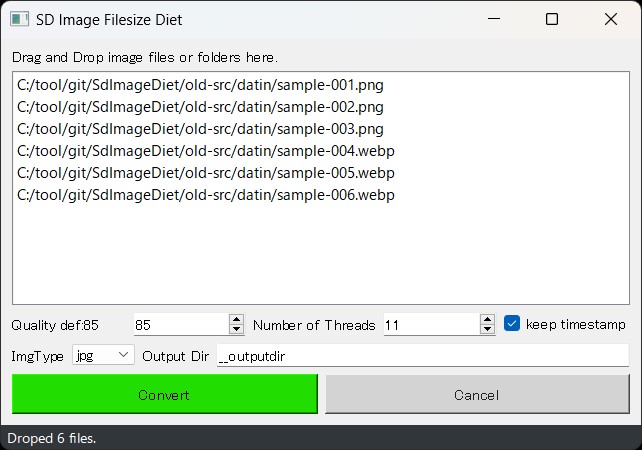 SD Image Filesize Diet
Drag and Drop image files or folders here.
C:/tool/git/SdImageDiet/old-src/datin/sample-001.png
C:/tool/git/SdImageDiet/old-src/datin/sample-002.png
C:/tool/git/SdImageDiet/old-src/datin/sample-003.png
C:/tool/git/SdImageDiet/old-src/datin/sample-004.webp
C:/tool/git/SdImageDiet/old-src/datin/sample-005.webp
C:/tool/git/SdImageDiet/old-src/datin/sample-006.webp
Quality def:85 85 Number of Threads 11 keep timestamp
ImgType jpg Output Dir __outputdir
Convert Cancel
Droped 6 files.